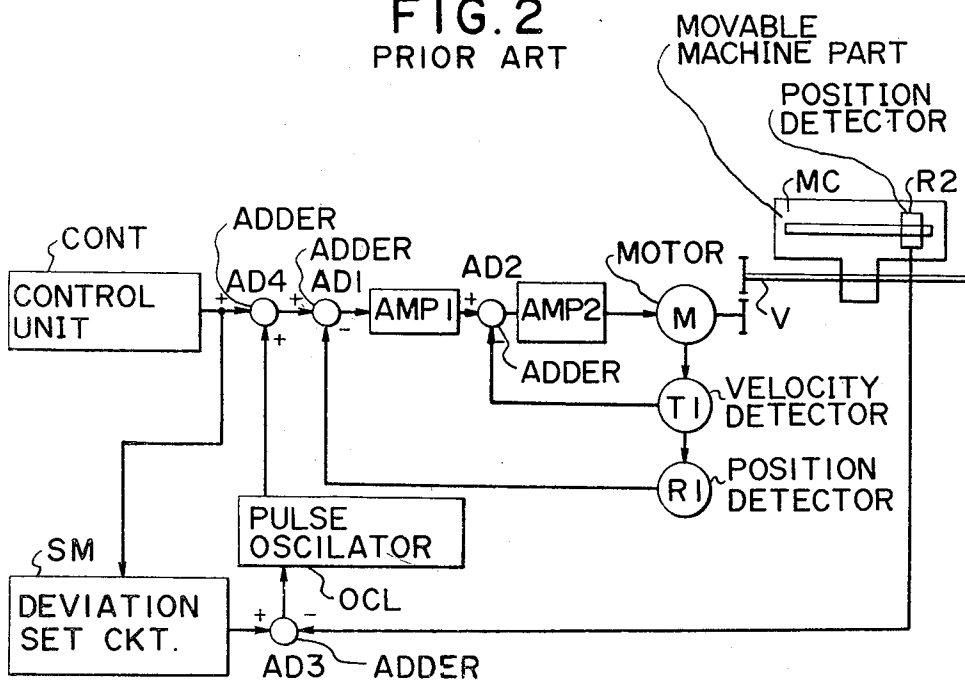 FIG.2
PRIOR ART
MOVABLE
MACHINE PART
POSITION
DETECTOR
MC
R2
ADDER
CONT
ADDER
AD4
AD1
AD2
MOTOR
CONTROL
UNIT
+
+
+
-
AMP1
+
-
AMP2
M
V
ADDER
T1
VELOCITY
DETECTOR
R1
POSITION
DETECTOR
PULSE
OSCILATOR
SM
OCL
DEVIATION
SET CKT.
+
-
AD3
ADDER